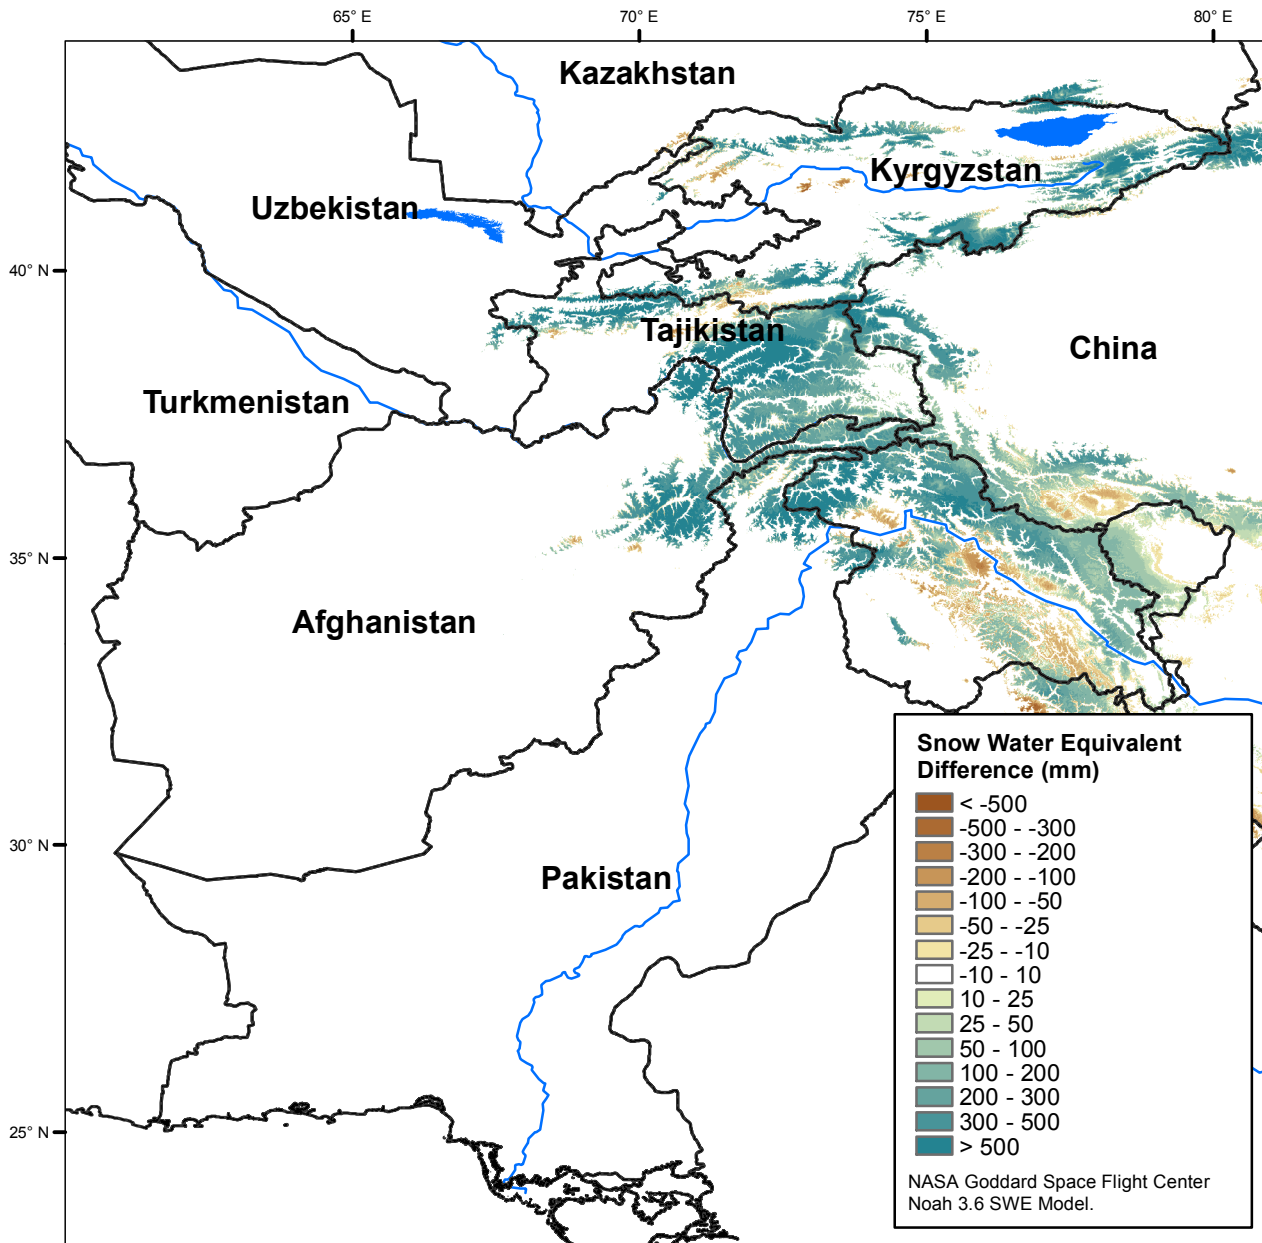 65° E
70° E
75° E
80° E
Kazakhstan
Kyrgyzstan
Uzbekistan
40° N
Tajikistan
China
Turkmenistan
35° N
Afghanistan
30° N
Pakistan
25° N
Snow Water Equivalent
Difference (mm)
< -500
-500 - -300
-300 - -200
-200 - -100
-100 - -50
-50 - -25
-25 - -10
-10 - 10
10 - 25
25 - 50
50 - 100
100 - 200
200 - 300
300 - 500
> 500
NASA Goddard Space Flight Center
Noah 3.6 SWE Model.